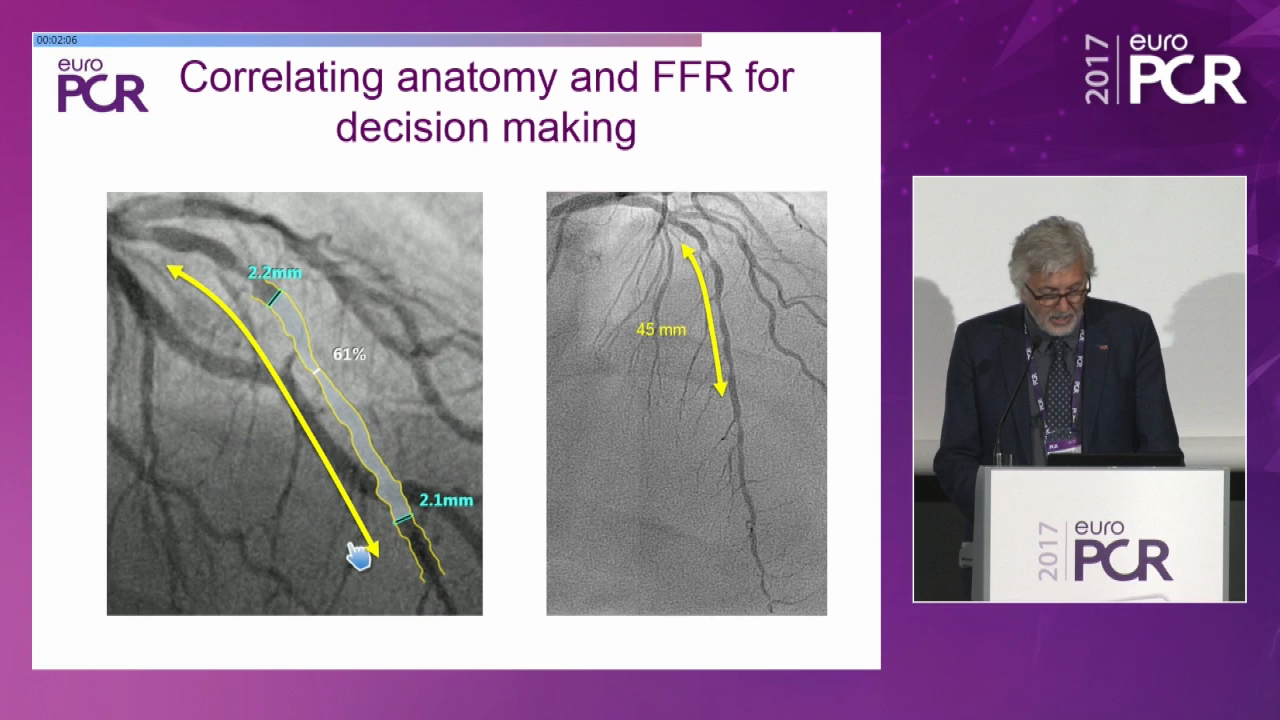 00:02:06
euro
PCR
Correlating anatomy and FFR for
decision making
2.2mm
61%
2.1mm
45 mm
2017
euro
PCR
2017
euro
PCR